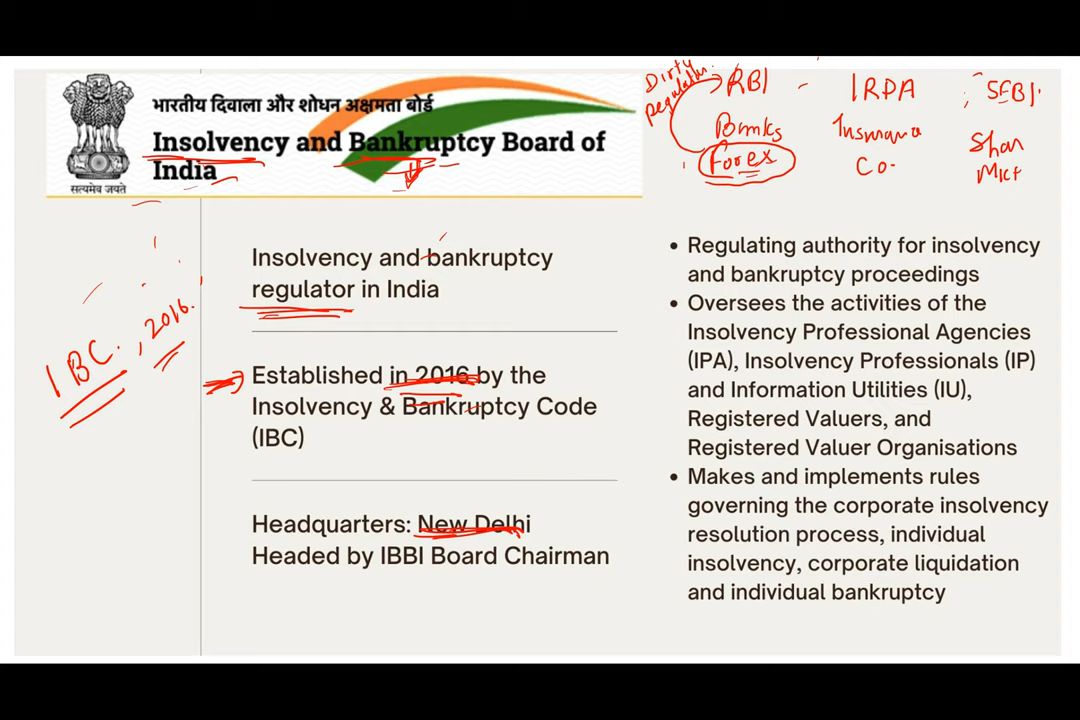 भारतीय दिवाला और शोधन अक्षमता बोर्ड
Insolvency and Bankruptcy Board of
India
सत्यमेव जयते
Dirty
Regulator.
RBI - IRDA ; SEBI.
Banks Insurance Shar
Forex Co. Mkt
Insolvency and bankruptcy
regulator in India
IBC. , 2016.
Established in 2016 by the
Insolvency & Bankruptcy Code
(IBC)
Headquarters: New Delhi
Headed by IBBI Board Chairman
• Regulating authority for insolvency
and bankruptcy proceedings
• Oversees the activities of the
Insolvency Professional Agencies
(IPA), Insolvency Professionals (IP)
and Information Utilities (IU),
Registered Valuers, and
Registered Valuer Organisations
• Makes and implements rules
governing the corporate insolvency
resolution process, individual
insolvency, corporate liquidation
and individual bankruptcy